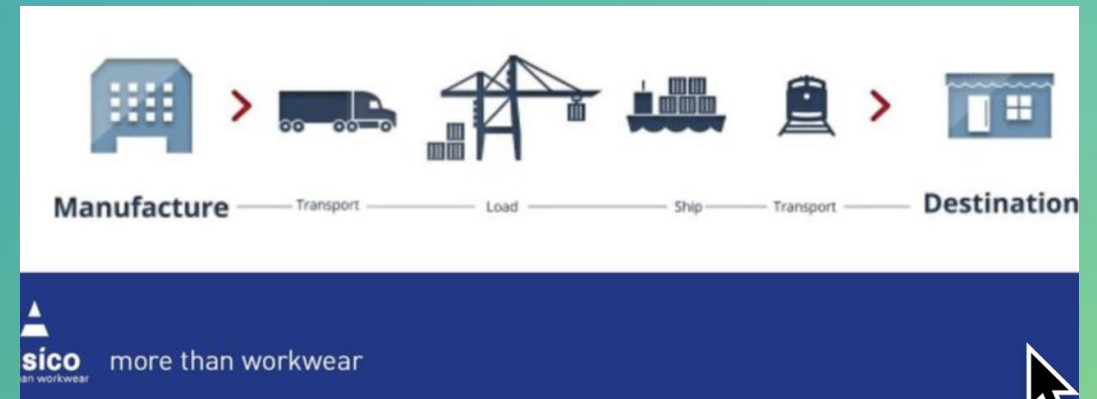 Manufacture Transport Load Ship Transport Destination
sico more than workwear
an workwear